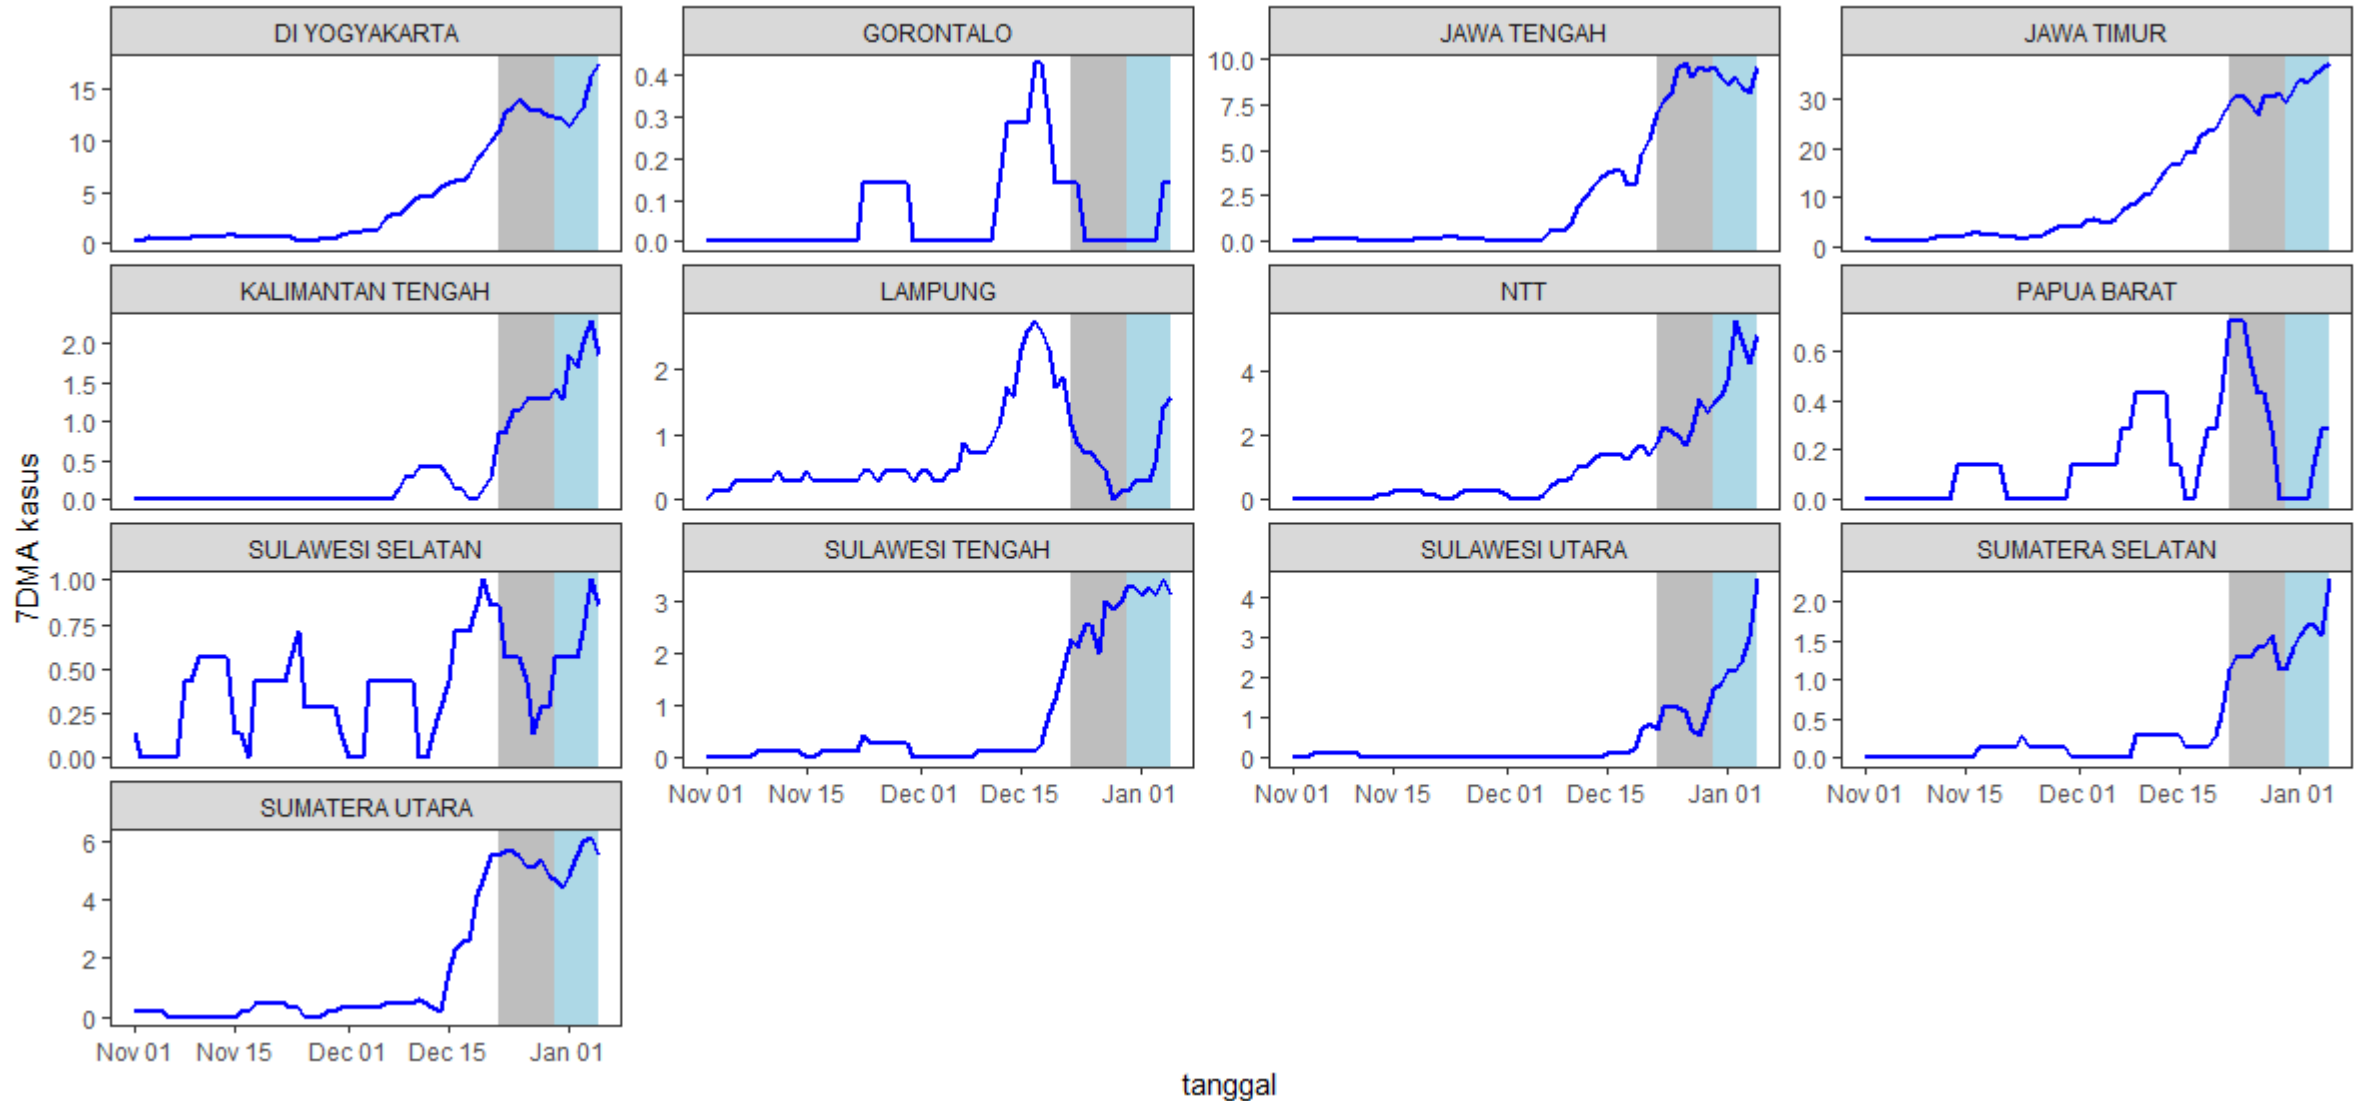 DI YOGYAKARTA
GORONTALO
JAWA TENGAH
JAWA TIMUR
15
10
5
0
0.4
0.3
0.2
0.1
0.0
10.0
7.5
5.0
2.5
0.0
30
20
10
0
KALIMANTAN TENGAH
LAMPUNG
NTT
PAPUA BARAT
2.0
1.5
1.0
0.5
0.0
2
1
0
4
2
0
0.6
0.4
0.2
0.0
7DMA kasus
SULAWESI SELATAN
SULAWESI TENGAH
SULAWESI UTARA
SUMATERA SELATAN
1.00
0.75
0.50
0.25
0.00
3
2
1
0
4
3
2
1
0
2.0
1.5
1.0
0.5
0.0
Nov 01 Nov 15 Dec 01 Dec 15 Jan 01
Nov 01 Nov 15 Dec 01 Dec 15 Jan 01
Nov 01 Nov 15 Dec 01 Dec 15 Jan 01
SUMATERA UTARA
6
4
2
0
Nov 01 Nov 15 Dec 01 Dec 15 Jan 01
tanggal